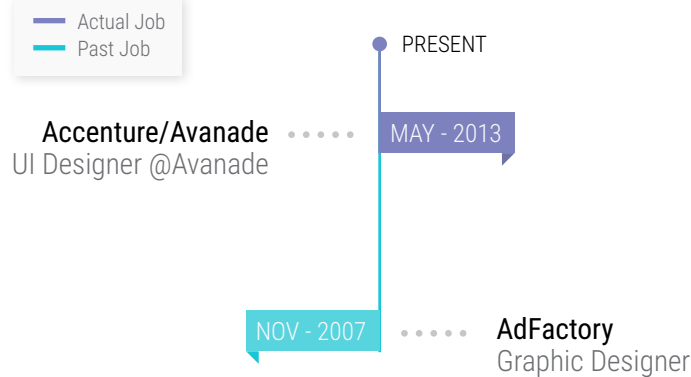 Actual Job
Past Job
PRESENT
Accenture/Avanade
UI Designer @Avanade
MAY - 2013
NOV - 2007
AdFactory
Graphic Designer